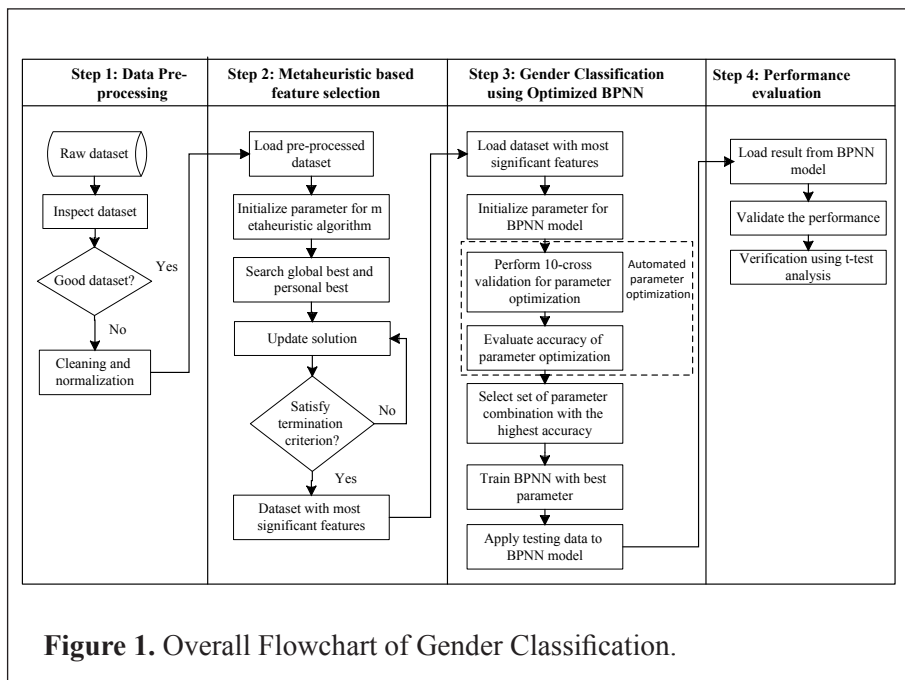 Step 1: Data Pre-
processing
Raw dataset
Inspect dataset
Good dataset?
Yes
No
Cleaning and
normalization
Step 2: Metaheuristic based
feature selection
Load pre-processed
dataset
Initialize parameter for m
etaheuristic algorithm
Search global best and
personal best
Update solution
Satisfy
termination
criterion?
No
Yes
Dataset with most
significant features
Step 3: Gender Classification
using Optimized BPNN
Load dataset with most
significant features
Initialize parameter for
BPNN model
Perform 10-cross
validation for parameter
optimization
Automated
parameter
optimization
Evaluate accuracy of
parameter optimization
Select set of parameter
combination with the
highest accuracy
Train BPNN with best
parameter
Apply testing data to
BPNN model
Step 4: Performance
evaluation
Load result from BPNN
model
Validate the performance
Verification using t-test
analysis
Figure 1. Overall Flowchart of Gender Classification.